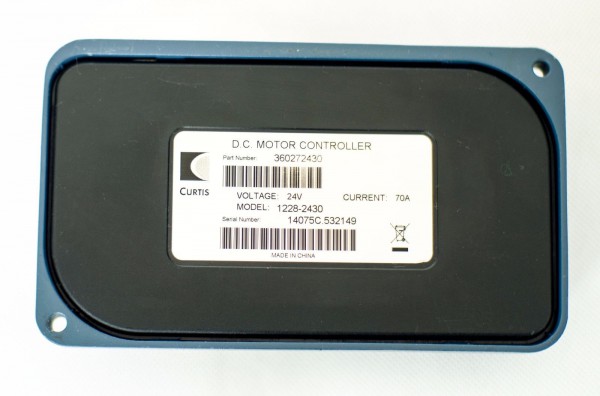 D.C. MOTOR CONTROLLER
Part Number: 360272430
CURTIS
VOLTAGE: 24V CURRENT: 70A
MODEL: 1228-2430
Serial Number: 14075C.532149
MADE IN CHINA